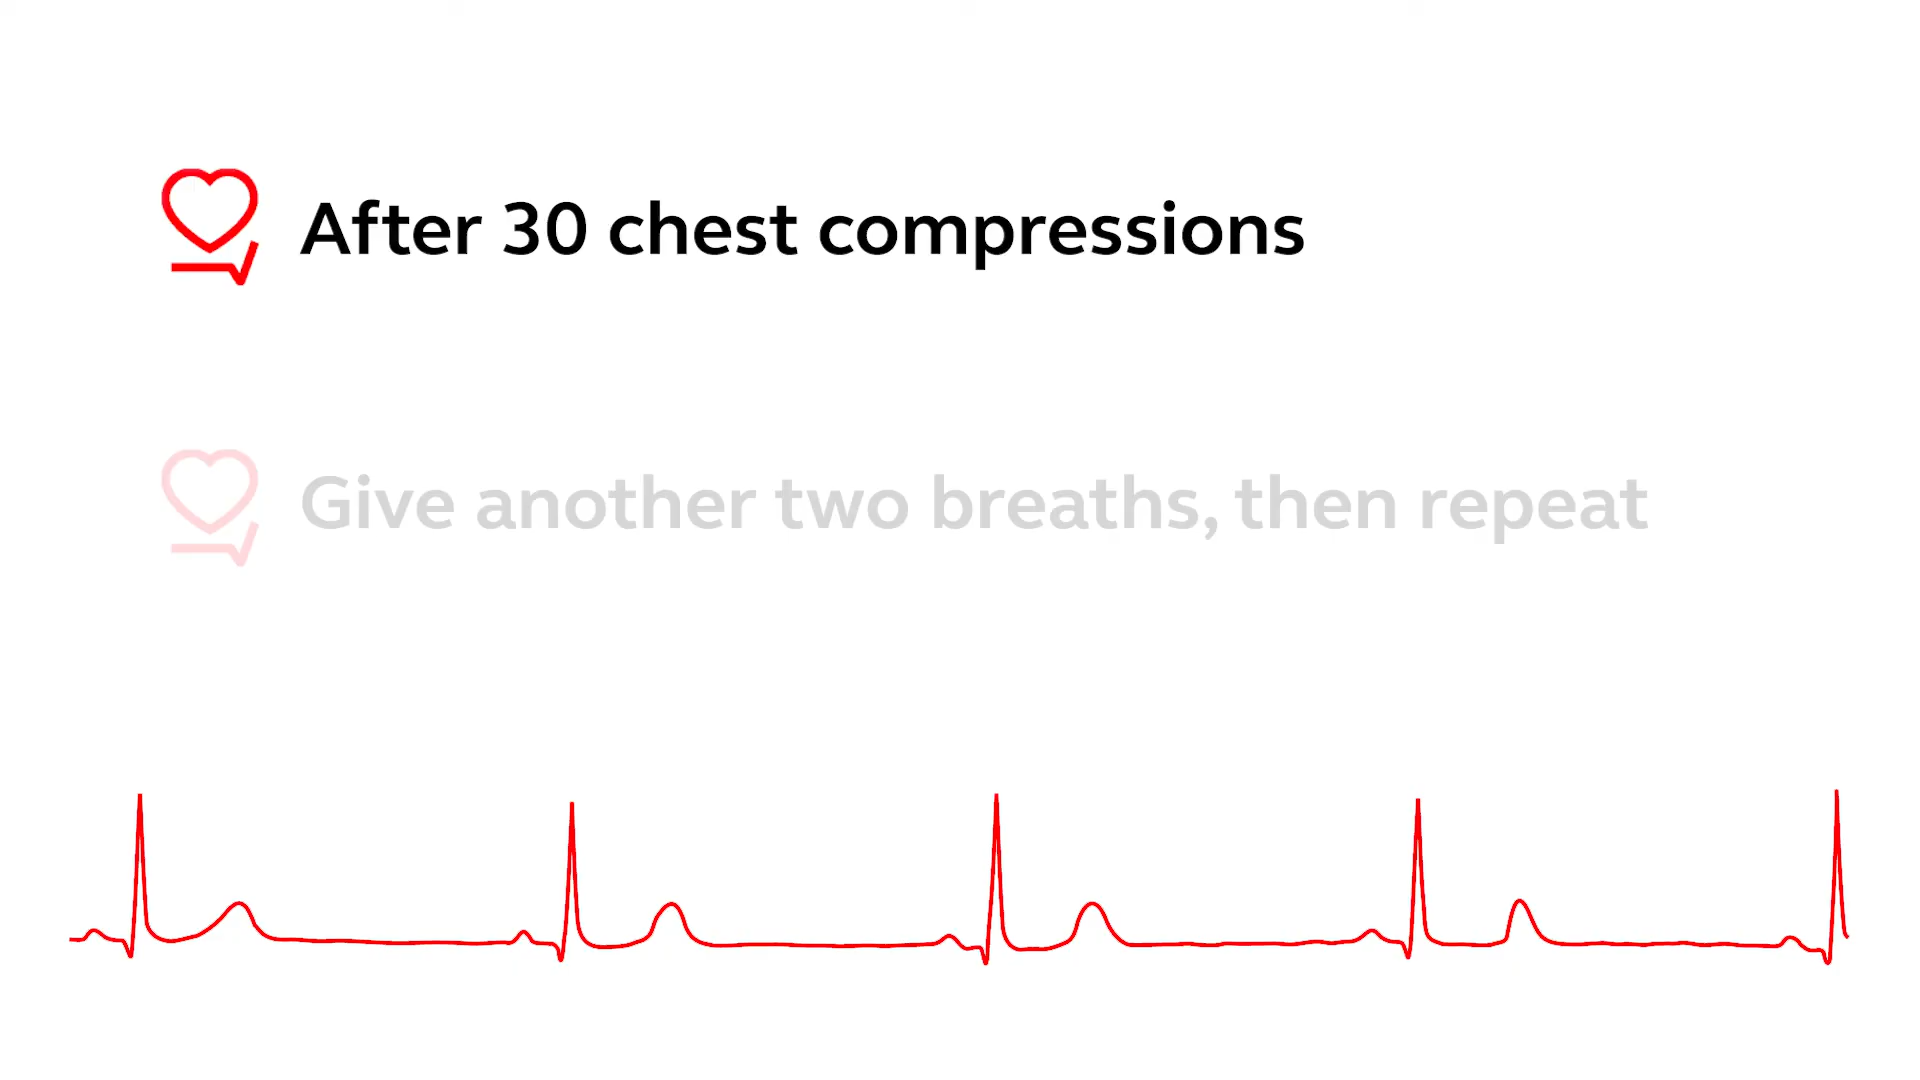 After 30 chest compressions
Give another two breaths, then repeat